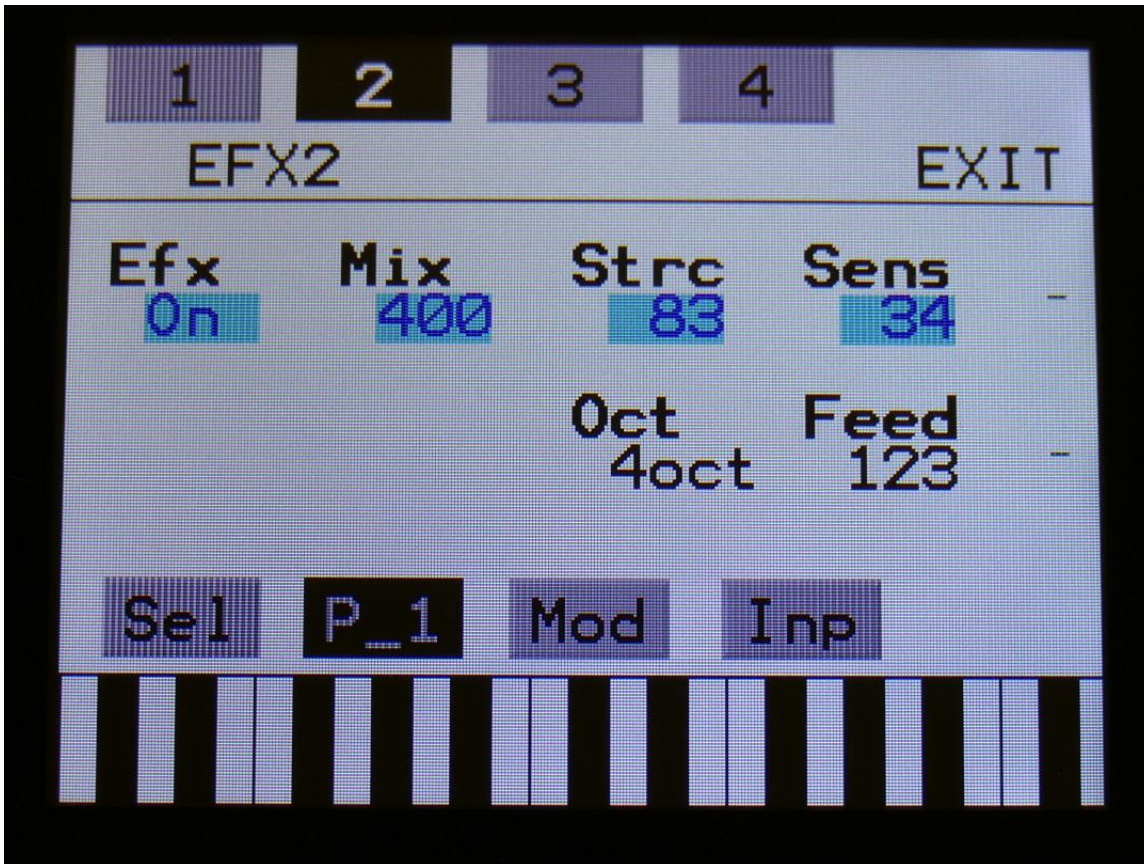 1 2 3 4
EFX2 EXIT
Efx Mix Strc Sens
On 400 83 34 -
Oct Feed
4oct 123 -
Sel P_1 Mod Inp